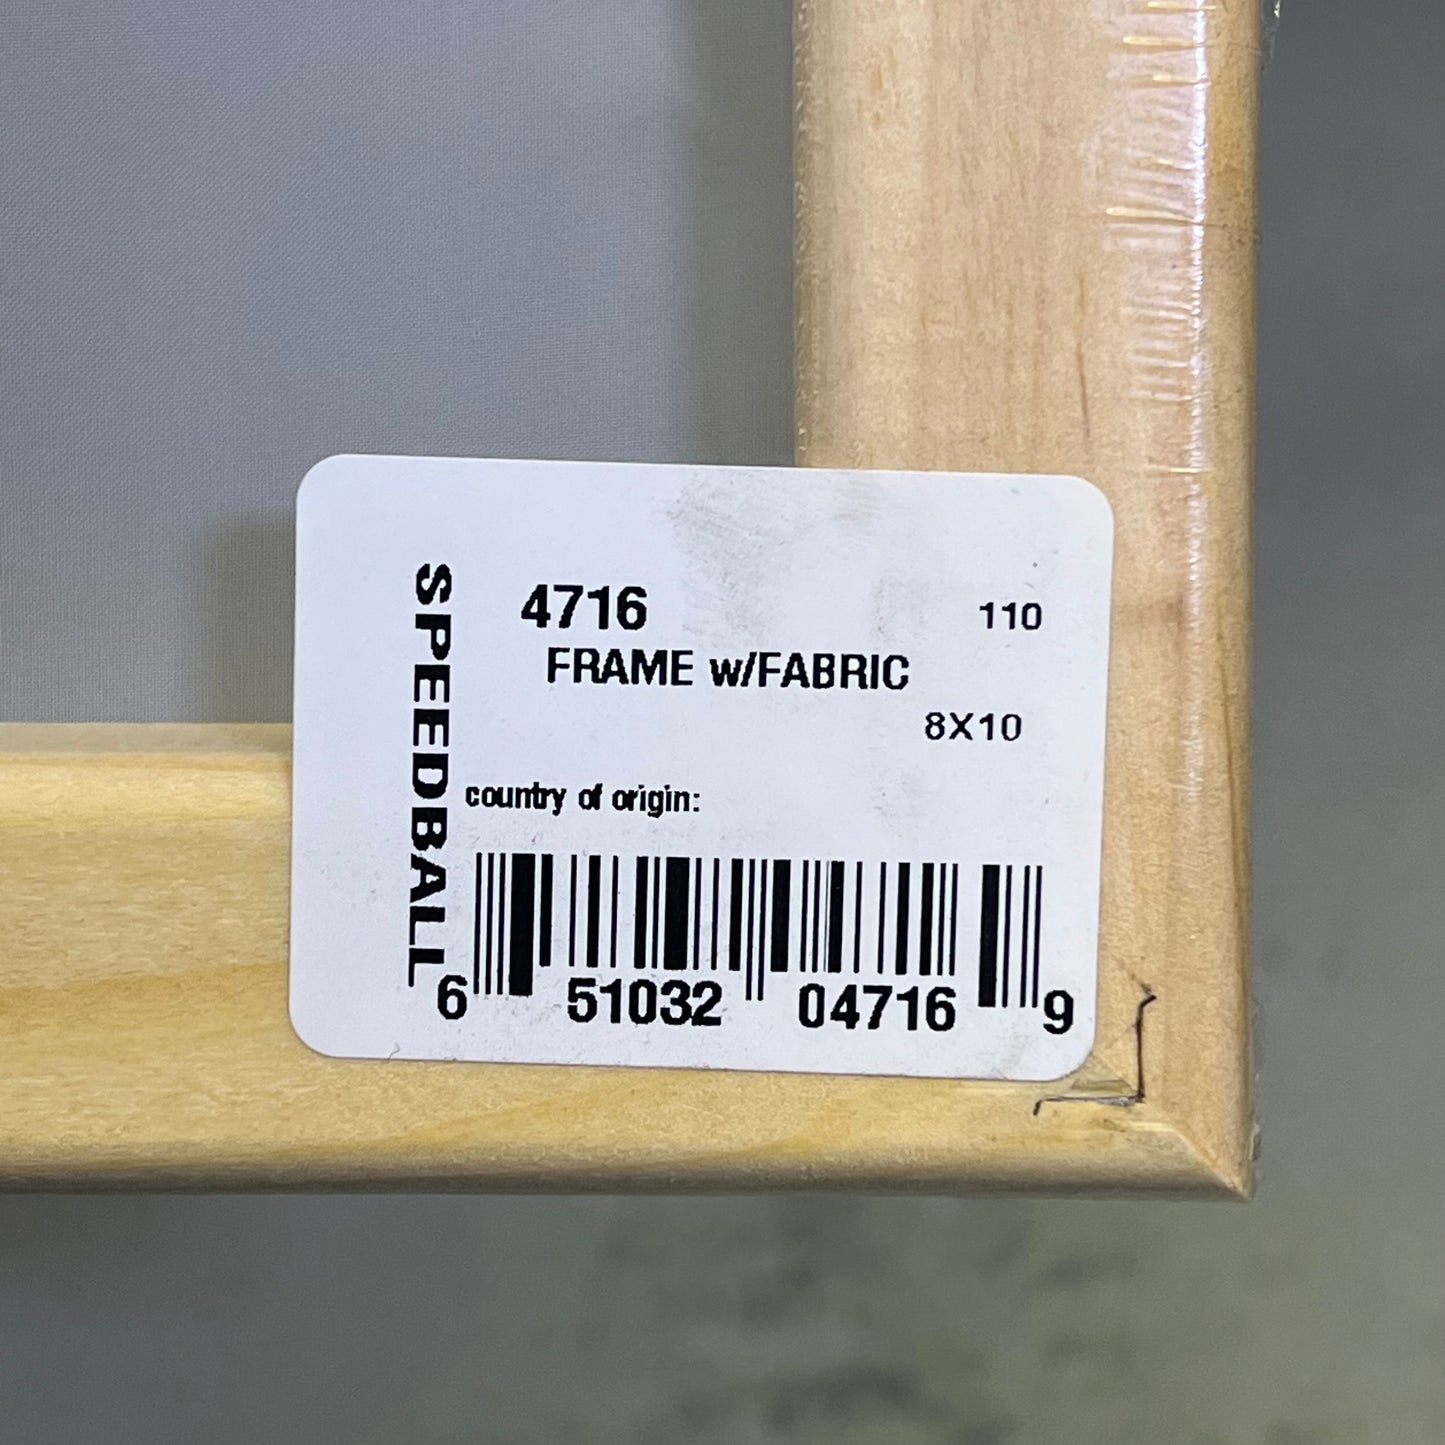 SPEEDBALL
4716 110
FRAME w/FABRIC
8X10
country of origin:
6 51032 04716 9